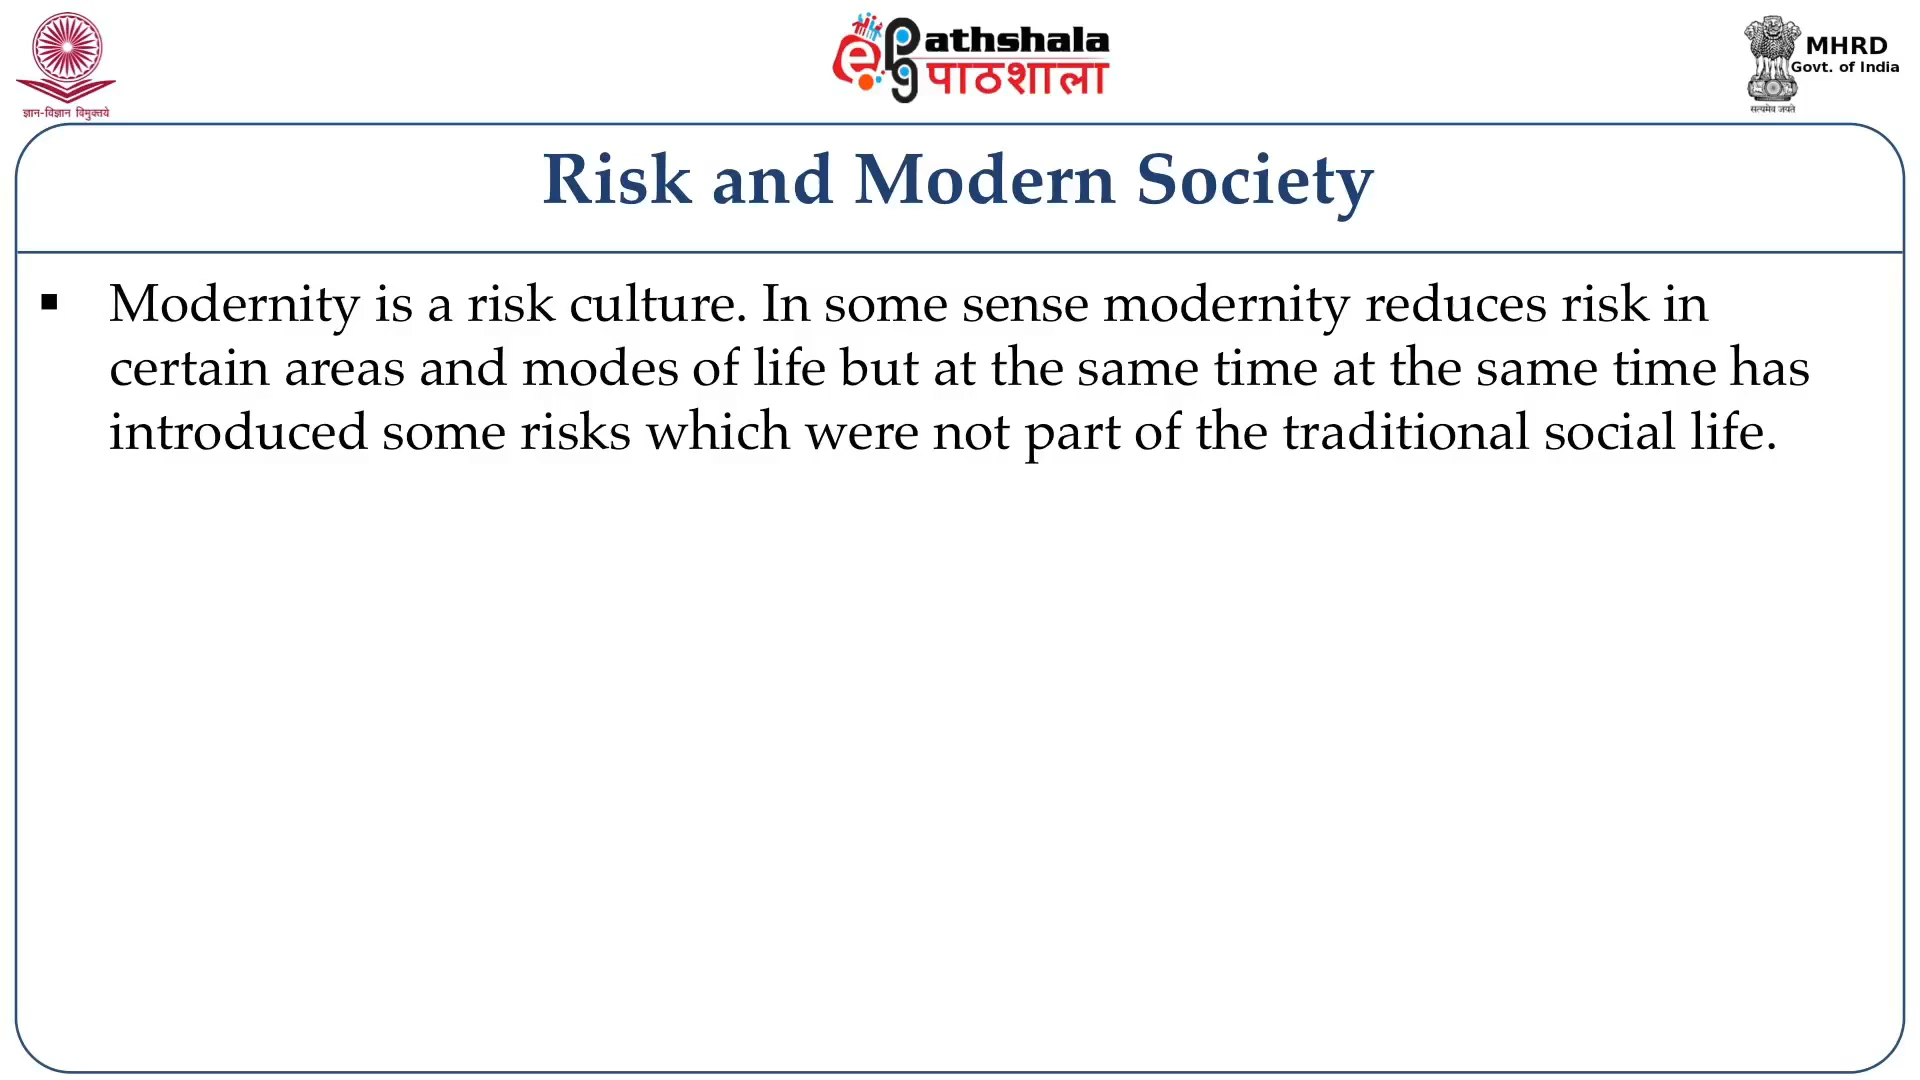 ज्ञान-विज्ञान विमुक्तये
e Pathshala
pg पाठशाला
MHRD
Govt. of India
सत्यमेव जयते
Risk and Modern Society
▪ Modernity is a risk culture. In some sense modernity reduces risk in
certain areas and modes of life but at the same time at the same time has
introduced some risks which were not part of the traditional social life.